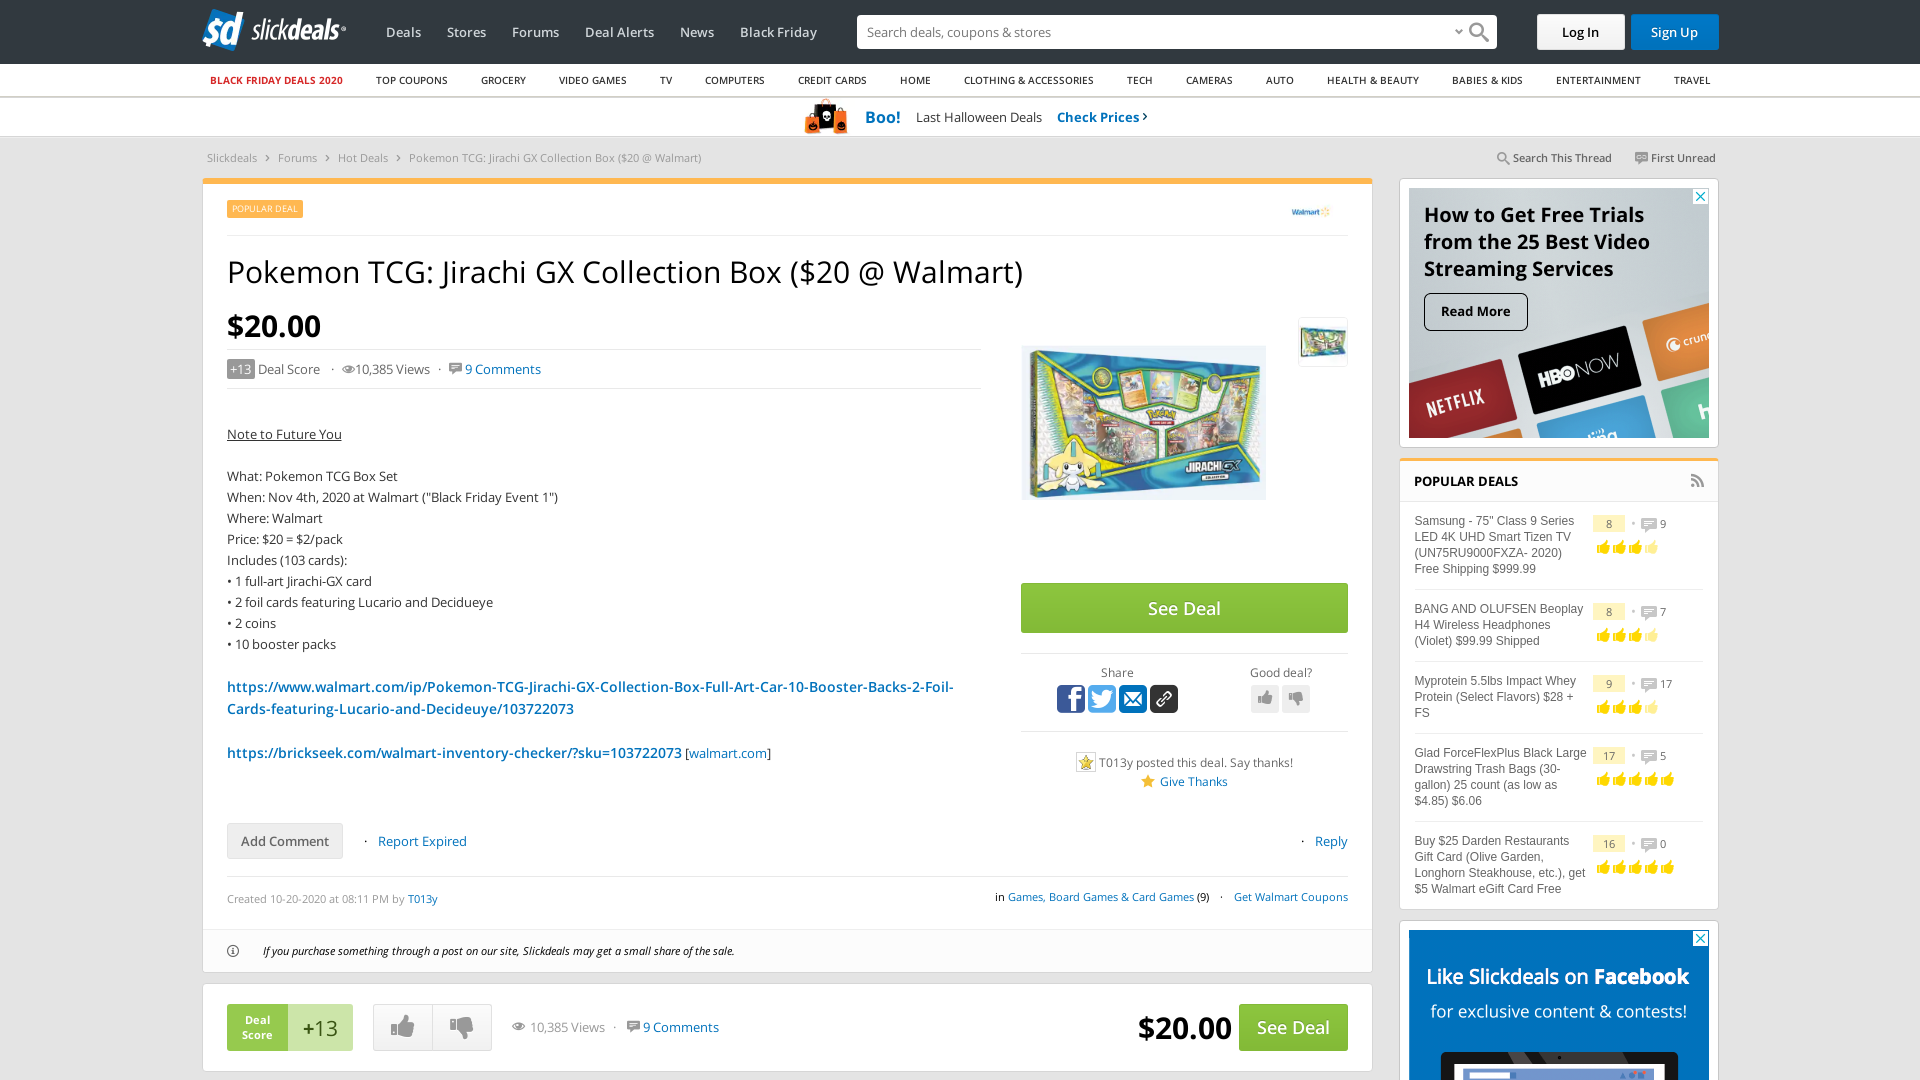 sd slickdeals
Deals Stores Forums Deal Alerts News Black Friday
Search deals, coupons & stores
Log In
Sign Up
BLACK FRIDAY DEALS 2020 TOP COUPONS GROCERY VIDEO GAMES TV COMPUTERS CREDIT CARDS HOME CLOTHING & ACCESSORIES TECH CAMERAS AUTO HEALTH & BEAUTY BABIES & KIDS ENTERTAINMENT TRAVEL
Boo! Last Halloween Deals Check Prices ›
Slickdeals › Forums › Hot Deals › Pokemon TCG: Jirachi GX Collection Box ($20 @ Walmart)
Search This Thread First Unread
POPULAR DEAL
Walmart
Pokemon TCG: Jirachi GX Collection Box ($20 @ Walmart)
$20.00
+13 Deal Score · 10,385 Views · 9 Comments
Note to Future You
What: Pokemon TCG Box Set
When: Nov 4th, 2020 at Walmart ("Black Friday Event 1")
Where: Walmart
Price: $20 = $2/pack
Includes (103 cards):
• 1 full-art Jirachi-GX card
• 2 foil cards featuring Lucario and Decidueye
• 2 coins
• 10 booster packs
https://www.walmart.com/ip/Pokemon-TCG-Jirachi-GX-Collection-Box-Full-Art-Car-10-Booster-Backs-2-Foil-
Cards-featuring-Lucario-and-Decideuye/103722073
https://brickseek.com/walmart-inventory-checker/?sku=103722073 [walmart.com]
Pokémon
JIRACHI GX
See Deal
Share
Good deal?
T013y posted this deal. Say thanks!
Give Thanks
Add Comment · Report Expired
· Reply
Created 10-20-2020 at 08:11 PM by T013y
in Games, Board Games & Card Games (9) · Get Walmart Coupons
If you purchase something through a post on our site, Slickdeals may get a small share of the sale.
Deal
Score
+13
10,385 Views · 9 Comments
$20.00
See Deal
How to Get Free Trials
from the 25 Best Video
Streaming Services
Read More
NETFLIX
HBO NOW
crun
h
ling
POPULAR DEALS
Samsung - 75" Class 9 Series
LED 4K UHD Smart Tizen TV
(UN75RU9000FXZA- 2020)
Free Shipping $999.99
8 • 9
BANG AND OLUFSEN Beoplay
H4 Wireless Headphones
(Violet) $99.99 Shipped
8 • 7
Myprotein 5.5lbs Impact Whey
Protein (Select Flavors) $28 +
FS
9 • 17
Glad ForceFlexPlus Black Large
Drawstring Trash Bags (30-
gallon) 25 count (as low as
$4.85) $6.06
17 • 5
Buy $25 Darden Restaurants
Gift Card (Olive Garden,
Longhorn Steakhouse, etc.), get
$5 Walmart eGift Card Free
16 • 0
Like Slickdeals on Facebook
for exclusive content & contests!